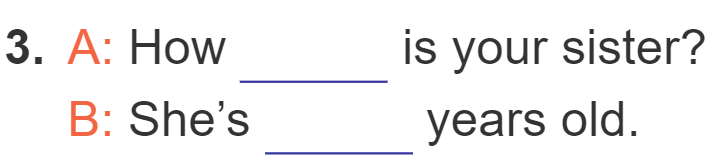 3. A: How ______ is your sister?
B: She’s ______ years old.